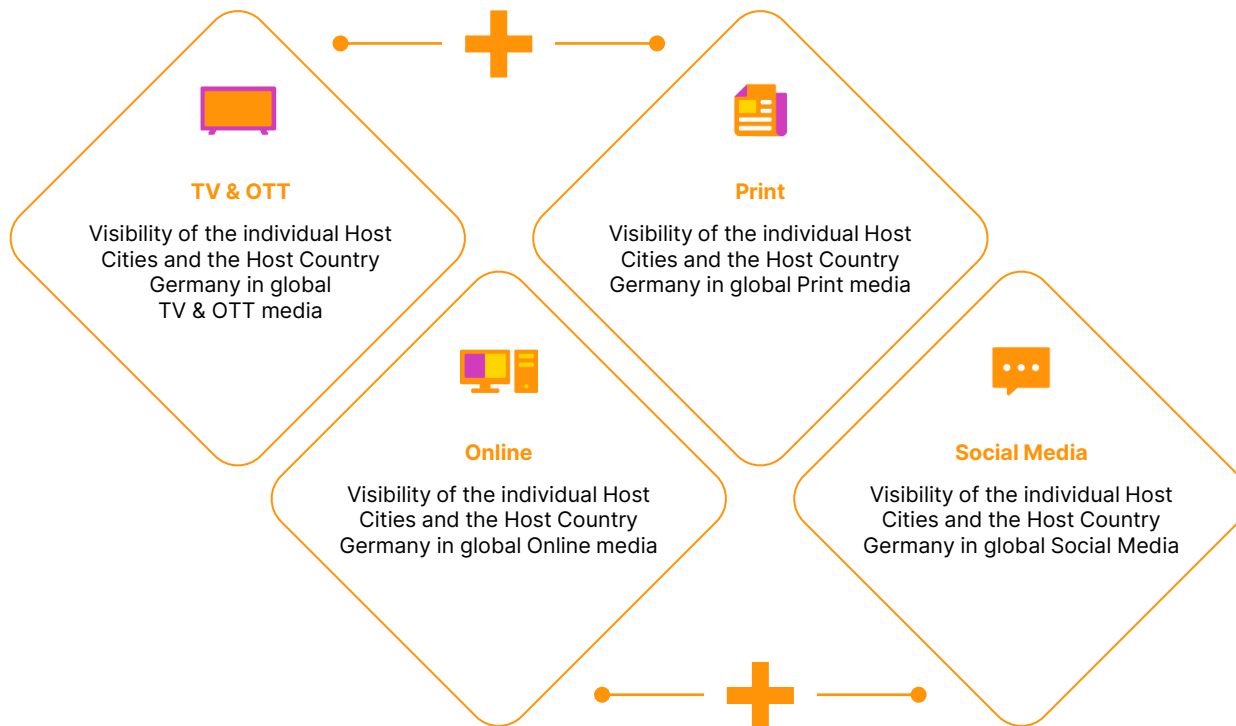 TV & OTT
Visibility of the individual Host
Cities and the Host Country
Germany in global
TV & OTT media
Print
Visibility of the individual Host
Cities and the Host Country
Germany in global Print media
Online
Visibility of the individual Host
Cities and the Host Country
Germany in global Online media
Social Media
Visibility of the individual Host
Cities and the Host Country
Germany in global Social Media